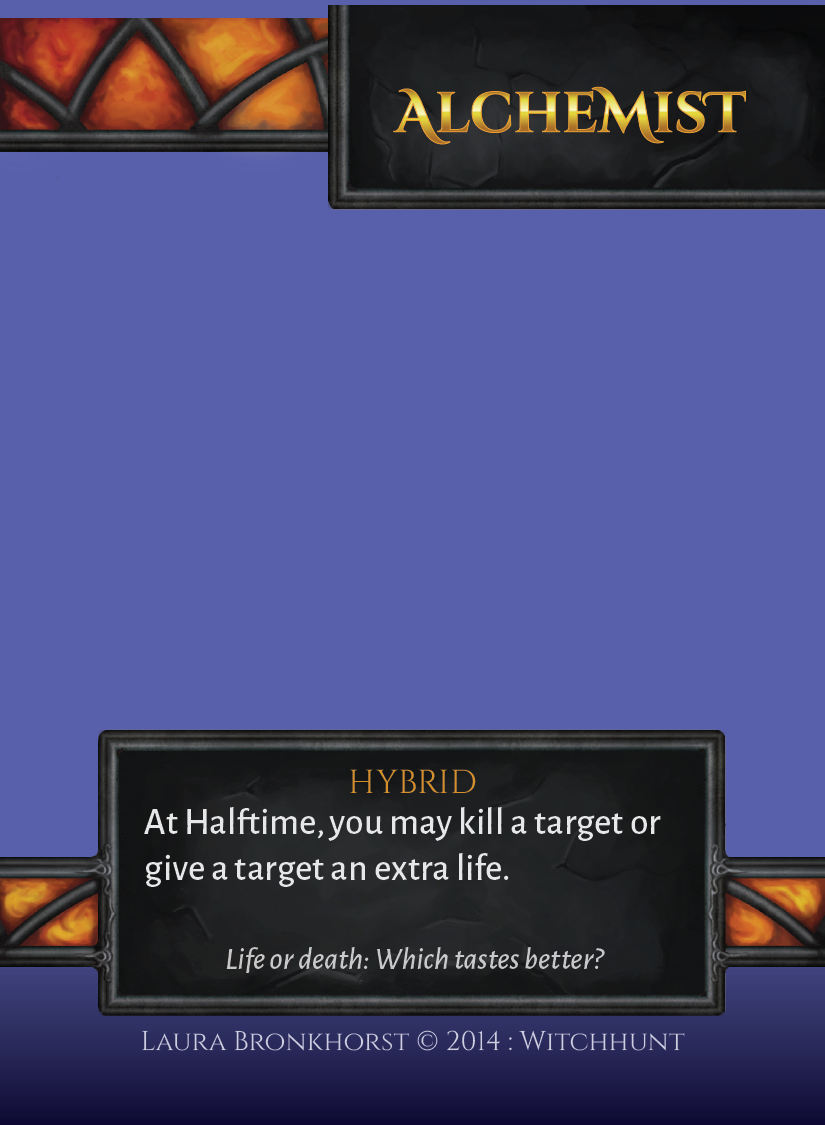 ALCHEMIST
HYBRID
At Halftime, you may kill a target or
give a target an extra life.
Life or death: Which tastes better?
Laura Bronkhorst © 2014 : Witchhunt